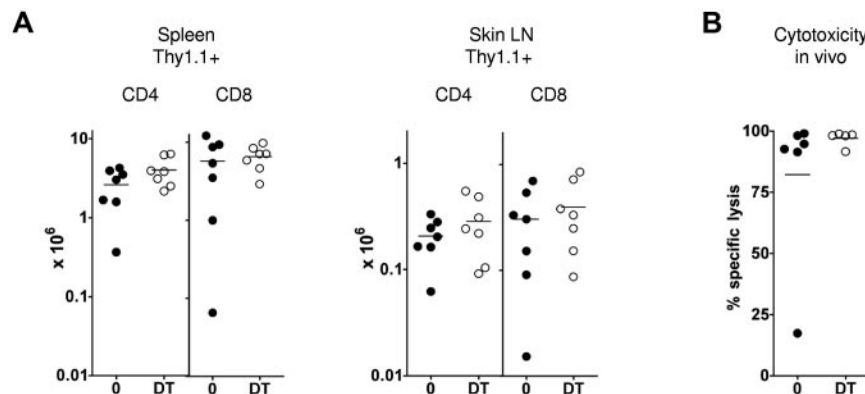 A
Spleen
Thy1.1+
CD4 CD8
x 10⁶
10
1
0.1
0.01
0 DT 0 DT
Skin LN
Thy1.1+
CD4 CD8
x 10⁶
1
0.1
0.01
0 DT 0 DT
B
Cytotoxicity
in vivo
% specific lysis
100
75
50
25
0
0 DT